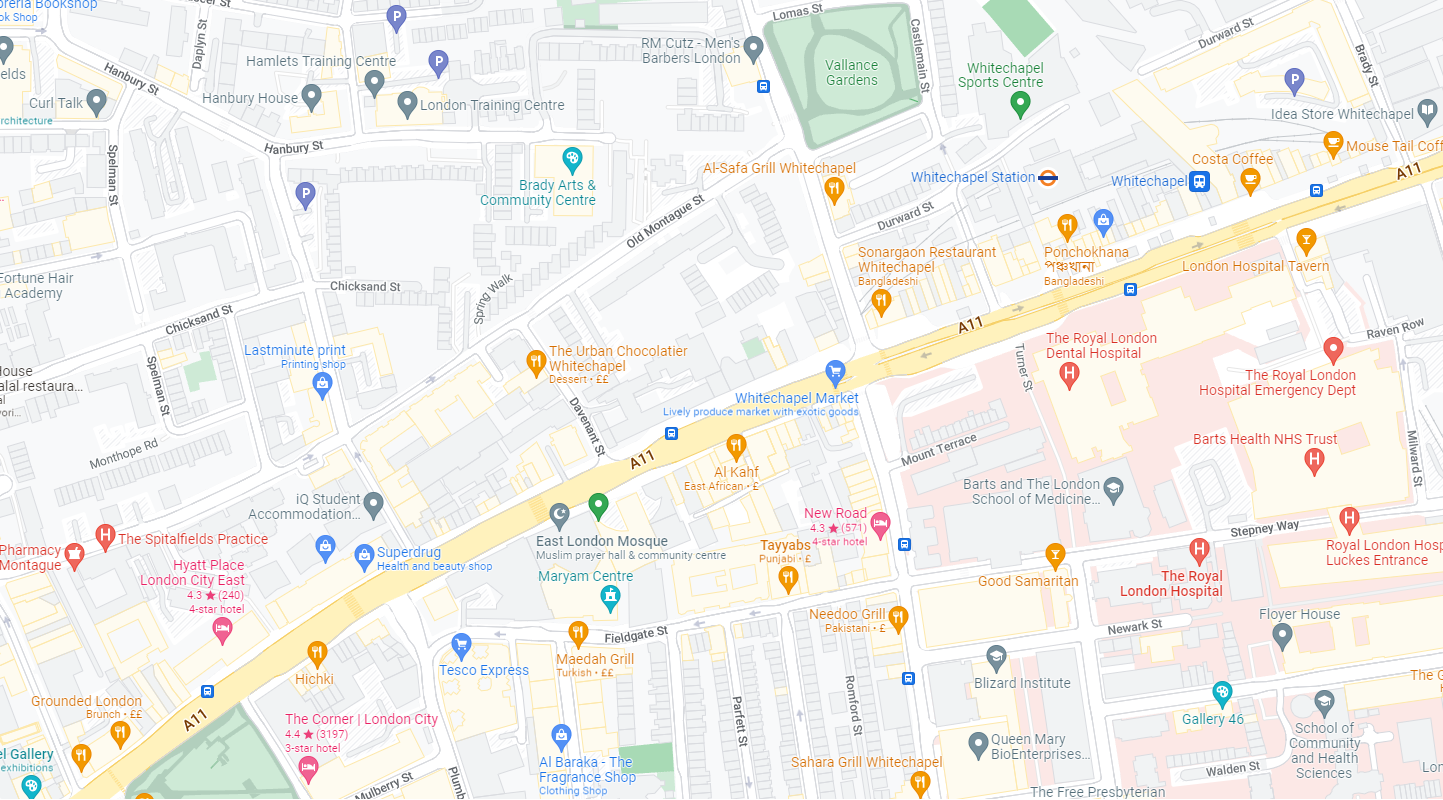 breria Bookshop
ook Shop
Daplyn St
Hanbury St
elds
Curl Talk
architecture
Hamlets Training Centre
Hanbury House
London Training Centre
Hanbury St
P
P
P
P
Spelman St
Brady Arts &
Community Centre
RM Cutz - Men's
Barbers London
Lomas St
Vallance
Gardens
Castlemain St
Whitechapel
Sports Centre
Durward St
Brady St
Idea Store Whitechapel
Costa Coffee
Mouse Tail Coff
Al-Safa Grill Whitechapel
Whitechapel Station
Whitechapel
A11
Durward St
Old Montague St
Sonargaon Restaurant
Whitechapel
Bangladeshi
Ponchokhana
পঞ্চখানা
Bangladeshi
London Hospital Tavern
Fortune Hair
Academy
Chicksand St
Chicksand St
Spring Walk
A11
Raven Row
The Royal London
Dental Hospital
H
Turner St
The Royal London
Hospital Emergency Dept
Lastminute print
Printing shop
The Urban Chocolatier
Whitechapel
Dessert • ££
House
alal restaura...
al
vori...
Spelman St
Davenant St
Whitechapel Market
Lively produce market with exotic goods
Monthope Rd
A11
Al Kahf
East African • £
Mount Terrace
Barts Health NHS Trust
H
Milward St
Barts and The London
School of Medicine...
iQ Student
Accommodation...
New Road
4.3 ★ (571)
4-star hotel
Stepney Way
H
The Spitalfields Practice
Pharmacy
Montague
Superdrug
Health and beauty shop
East London Mosque
Muslim prayer hall & community centre
Tayyabs
Punjabi • £
Royal London Hosp
Luckes Entrance
H
H
The Royal
London Hospital
Hyatt Place
London City East
4.3 ★ (240)
4-star hotel
Maryam Centre
Good Samaritan
Needoo Grill
Pakistani • £
Floyer House
Newark St
Fieldgate St
Maedah Grill
Turkish • ££
Tesco Express
Hichki
Blizard Institute
Grounded London
Brunch • ££
A11
The Corner | London City
4.4 ★ (3197)
3-star hotel
Parfett St
Romford St
Gallery 46
The G
School of
Community
and Health
Sciences
Queen Mary
BioEnterprises...
el Gallery
exhibitions
Al Baraka - The
Fragrance Shop
Clothing Shop
Sahara Grill Whitechapel
Mulberry St
Plumb
Walden St
Lon
The Free Presbyterian